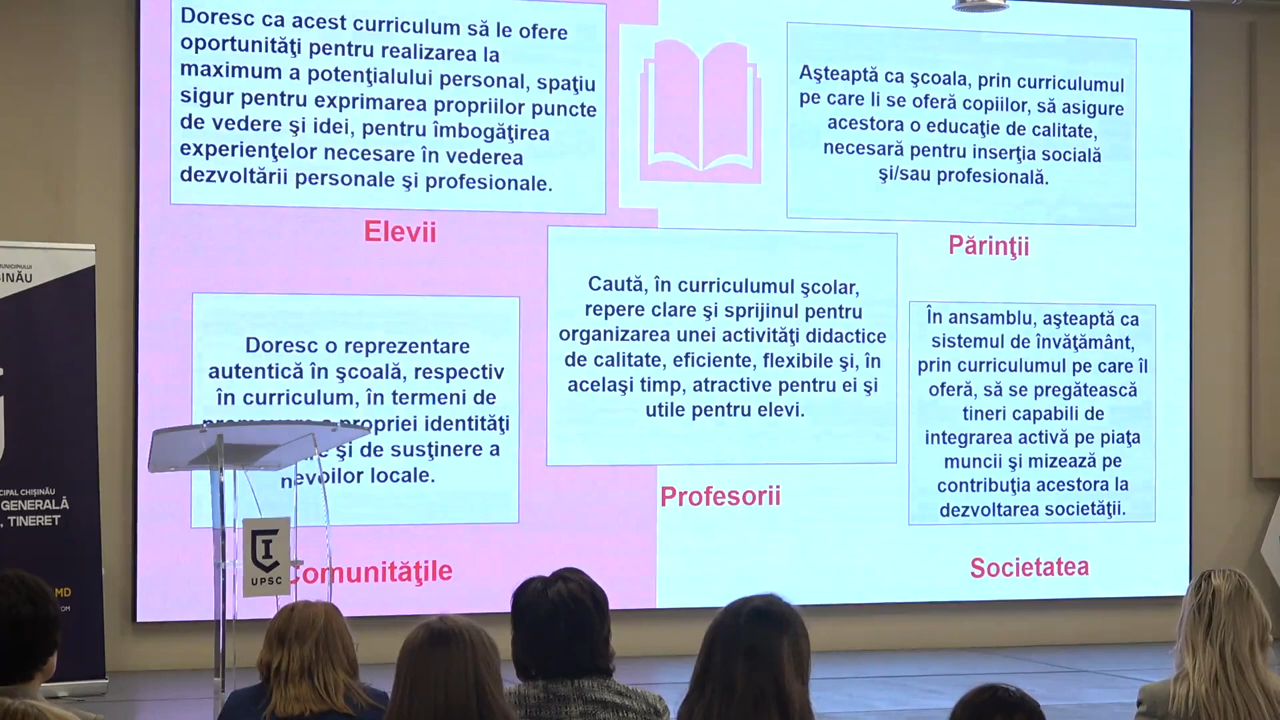 Doresc ca acest curriculum să le ofere
oportunităţi pentru realizarea la
maximum a potenţialului personal, spaţiu
sigur pentru exprimarea propriilor puncte
de vedere şi idei, pentru îmbogăţirea
experienţelor necesare în vederea
dezvoltării personale şi profesionale.
Elevii
Aşteaptă ca şcoala, prin curriculumul
pe care li se oferă copiilor, să asigure
acestora o educaţie de calitate,
necesară pentru inserţia socială
şi/sau profesională.
Părinţii
Caută, în curriculumul şcolar,
repere clare şi sprijinul pentru
organizarea unei activităţi didactice
de calitate, eficiente, flexibile şi, în
acelaşi timp, atractive pentru ei şi
utile pentru elevi.
Profesorii
Doresc o reprezentare
autentică în şcoală, respectiv
în curriculum, în termeni de
propriei identităţi
şi de susţinere a
nevoilor locale.
Comunităţile
În ansamblu, aşteaptă ca
sistemul de învăţământ,
prin curriculumul pe care îl
oferă, să se pregătească
tineri capabili de
integrarea activă pe piaţa
muncii şi mizează pe
contribuţia acestora la
dezvoltarea societăţii.
Societatea
UPSC
GENERALĂ
, TINERET